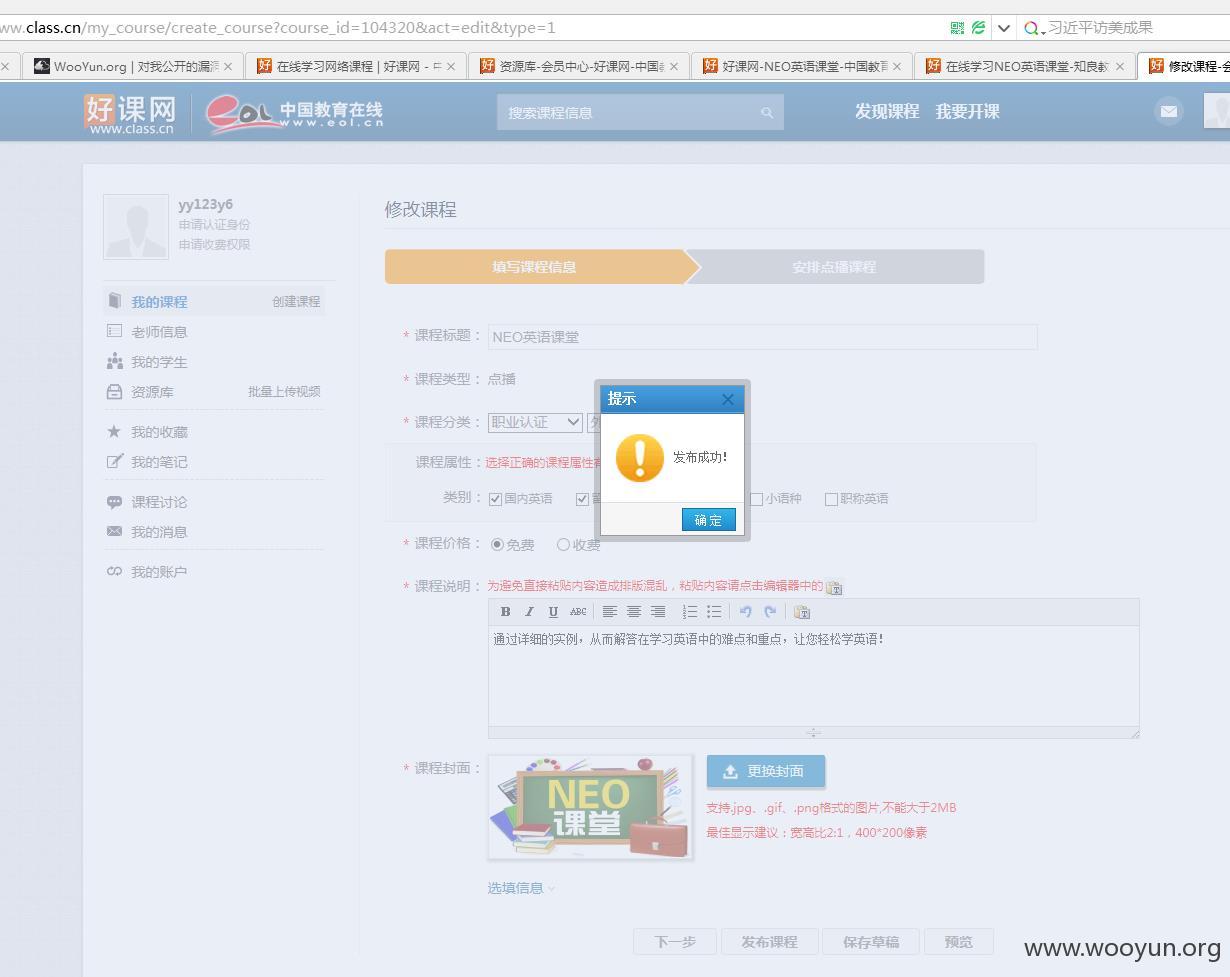 ww.class.cn/my_course/create_course?course_id=104320&act=edit&type=1
习近平访美成果
WooYun.org | 对我公开的漏洞
在线学习网络课程 | 好课网 - 中
资源库-会员中心-好课网-中国教
好课网-NEO英语课堂-中国教育
在线学习NEO英语课堂-知良教
修改课程-会
好课网
www.class.cn
eol 中国教育在线
www.eol.cn
搜索课程信息
发现课程 我要开课
yy123y6
申请认证身份
申请收费权限
我的课程 创建课程
老师信息
我的学生
资源库 批量上传视频
我的收藏
我的笔记
课程讨论
我的消息
我的账户
修改课程
填写课程信息 安排点播课程
* 课程标题： NEO英语课堂
* 课程类型： 点播
* 课程分类： 职业认证
课程属性： 选择正确的课程属性
类别： 国内英语 小语种 职称英语
* 课程价格： 免费 收费
* 课程说明： 为避免直接粘贴内容造成排版混乱，粘贴内容请点击编辑器中的
B I U ABC
通过详细的实例，从而解答在学习英语中的难点和重点，让您轻松学英语！
提示
发布成功！
确定
* 课程封面：
NEO
课堂
更换封面
支持.jpg、.gif、.png格式的图片,不能大于2MB
最佳显示建议：宽高比2:1，400*200像素
选填信息
下一步 发布课程 保存草稿 预览
www.wooyun.org